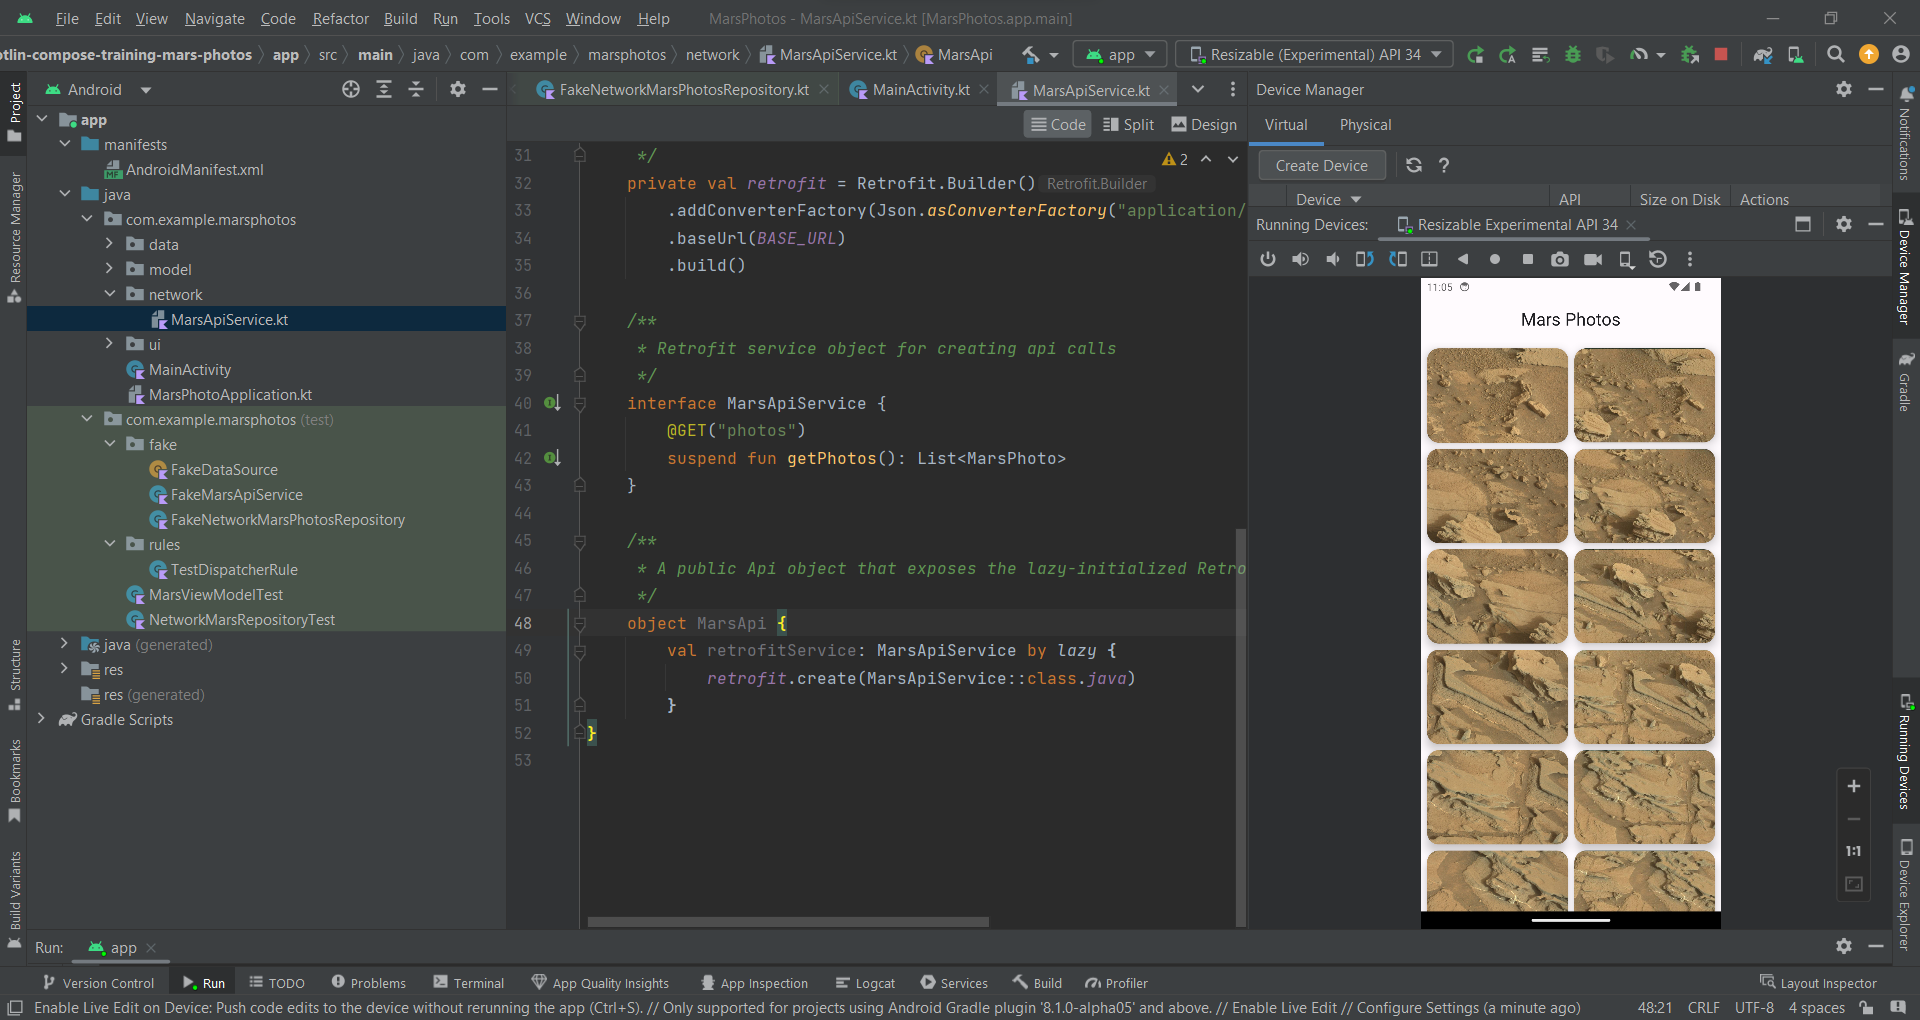 File Edit View Navigate Code Refactor Build Run Tools VCS Window Help MarsPhotos - MarsApiService.kt [MarsPhotos.app.main]
otlin-compose-training-mars-photos app src main java com example marsphotos network MarsApiService.kt MarsApi app Resizable (Experimental) API 34
Project
Resource Manager
Structure
Bookmarks
Build Variants
Android
app
manifests
AndroidManifest.xml
java
com.example.marsphotos
data
model
network
MarsApiService.kt
ui
MainActivity
MarsPhotoApplication.kt
com.example.marsphotos (test)
fake
FakeDataSource
FakeMarsApiService
FakeNetworkMarsPhotosRepository
rules
TestDispatcherRule
MarsViewModelTest
NetworkMarsRepositoryTest
java (generated)
res
res (generated)
Gradle Scripts
FakeNetworkMarsPhotosRepository.kt MainActivity.kt MarsApiService.kt
Code Split Design
2
31 */
32 private val retrofit = Retrofit.Builder() Retrofit.Builder
33 .addConverterFactory(Json.asConverterFactory("application/
34 .baseUrl(BASE_URL)
35 .build()
36
37 /**
38 * Retrofit service object for creating api calls
39 */
40 interface MarsApiService {
41 @GET("photos")
42 suspend fun getPhotos(): List<MarsPhoto>
43 }
44
45 /**
46 * A public Api object that exposes the lazy-initialized Retro
47 */
48 object MarsApi {
49 val retrofitService: MarsApiService by lazy {
50 retrofit.create(MarsApiService::class.java)
51 }
52 }
53
Device Manager
Virtual Physical
Create Device
Device API Size on Disk Actions
Running Devices: Resizable Experimental API 34
11:05
Mars Photos
1:1
Notifications
Device Manager
Gradle
Running Devices
Device Explorer
Run: app
Version Control Run TODO Problems Terminal App Quality Insights App Inspection Logcat Services Build Profiler Layout Inspector
Enable Live Edit on Device: Push code edits to the device without rerunning the app (Ctrl+S). // Only supported for projects using Android Gradle plugin '8.1.0-alpha05' and above. // Enable Live Edit // Configure Settings (a minute ago) 48:21 CRLF UTF-8 4 spaces